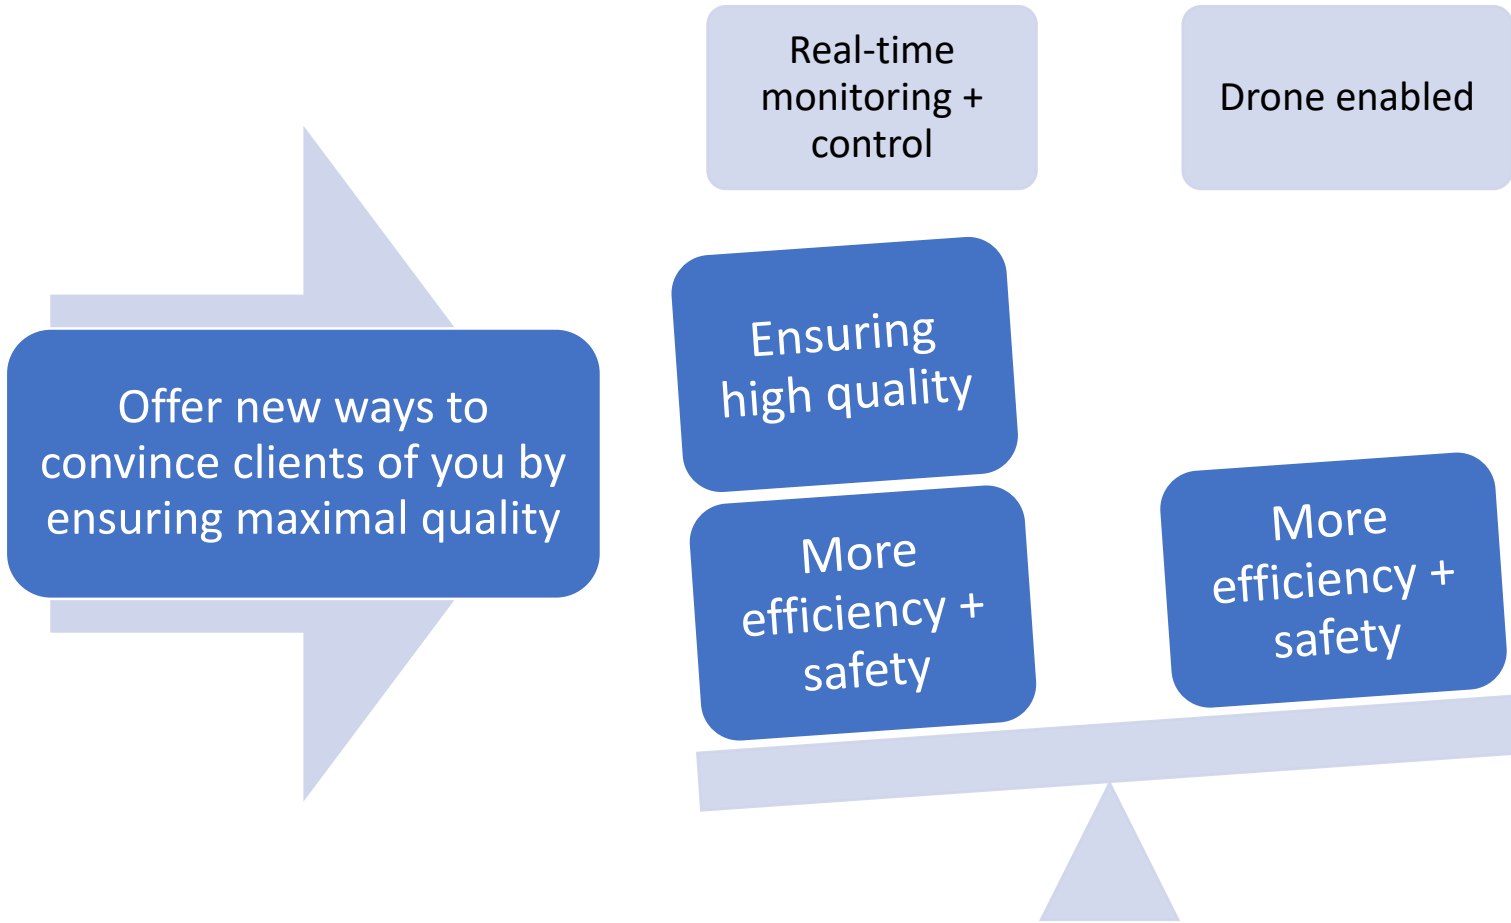 Offer new ways to
convince clients of you by
ensuring maximal quality
Real-time
monitoring +
control
Ensuring
high quality
More
efficiency +
safety
Drone enabled
More
efficiency +
safety